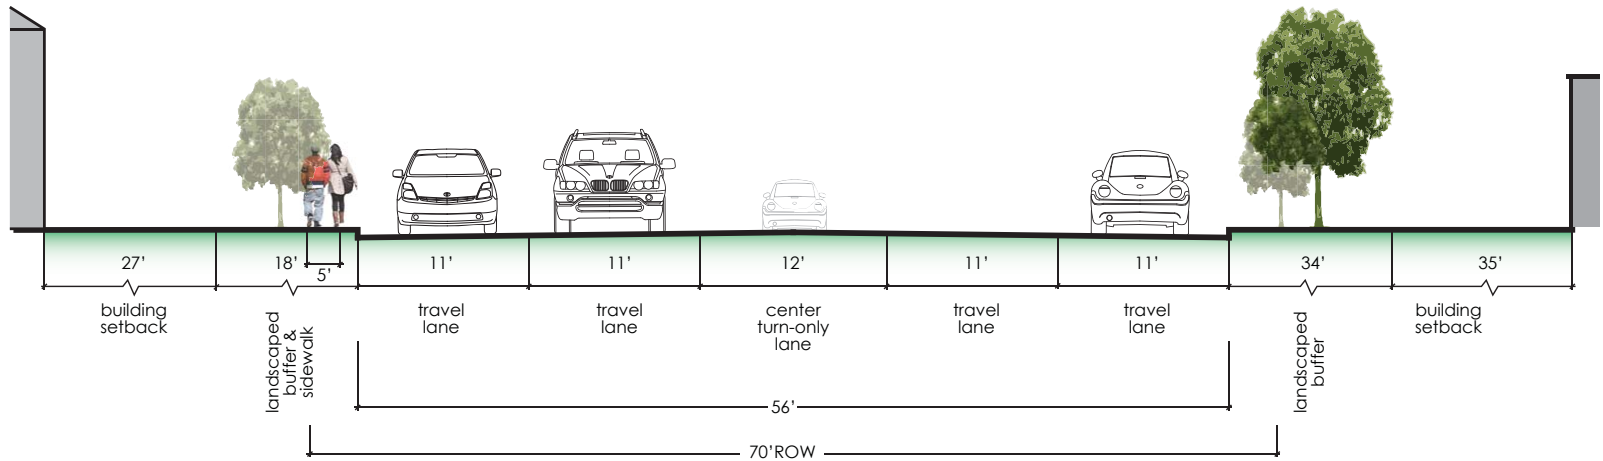 27’
18’
5’
11’
11’
12’
11’
11’
34’
35’
building
setback
landscaped
buffer &
sidewalk
travel
lane
travel
lane
center
turn-only
lane
travel
lane
travel
lane
landscaped
buffer
building
setback
56’
70’ROW